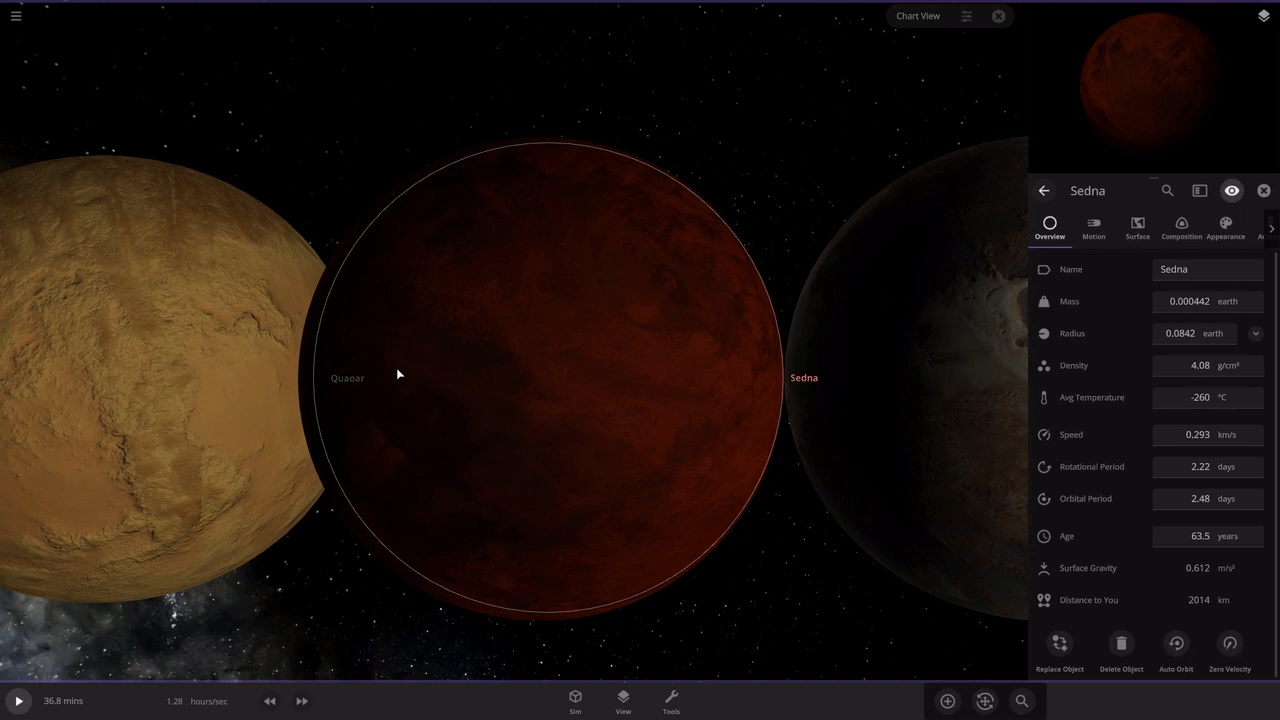 Chart View
Sedna
Overview Motion Surface Composition Appearance
Name Sedna
Mass 0.000442 earth
Radius 0.0842 earth
Density 4.08 g/cm³
Avg Temperature -260 °C
Speed 0.293 km/s
Rotational Period 2.22 days
Orbital Period 2.48 days
Age 63.5 years
Surface Gravity 0.612 m/s²
Distance to You 2014 km
Replace Object Delete Object Auto Orbit Zero Velocity
Quaoar
Sedna
36.8 mins
1.28 hours/sec
Sim View Tools